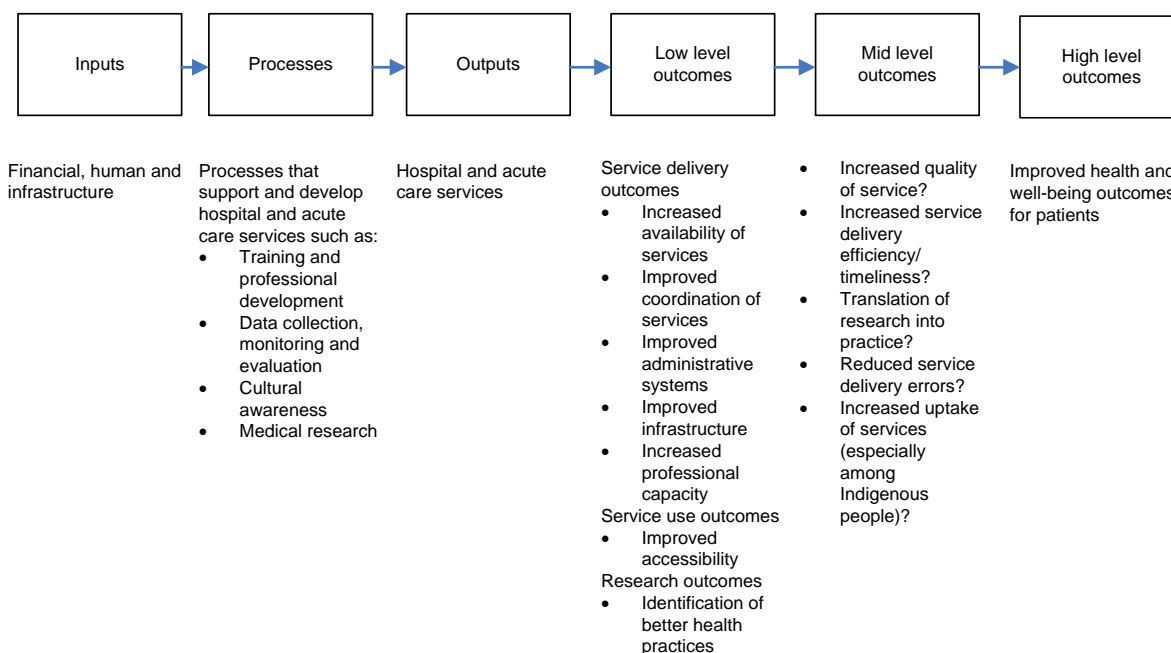 Inputs
Processes
Outputs
Low level
outcomes
Mid level
outcomes
High level
outcomes
Financial, human and
infrastructure
Processes that
support and develop
hospital and acute
care services such as:
• Training and
professional
development
• Data collection,
monitoring and
evaluation
• Cultural
awareness
• Medical research
Hospital and acute
care services
Service delivery
outcomes
• Increased
availability of
services
• Improved
coordination of
services
• Improved
administrative
systems
• Improved
infrastructure
• Increased
professional
capacity
Service use outcomes
• Improved
accessibility
Research outcomes
• Identification of
better health
practices
• Increased quality
of service?
• Increased service
delivery
efficiency/
timeliness?
• Translation of
research into
practice?
• Reduced service
delivery errors?
• Increased uptake
of services
(especially
among
Indigenous
people)?
Improved health and
well-being outcomes
for patients